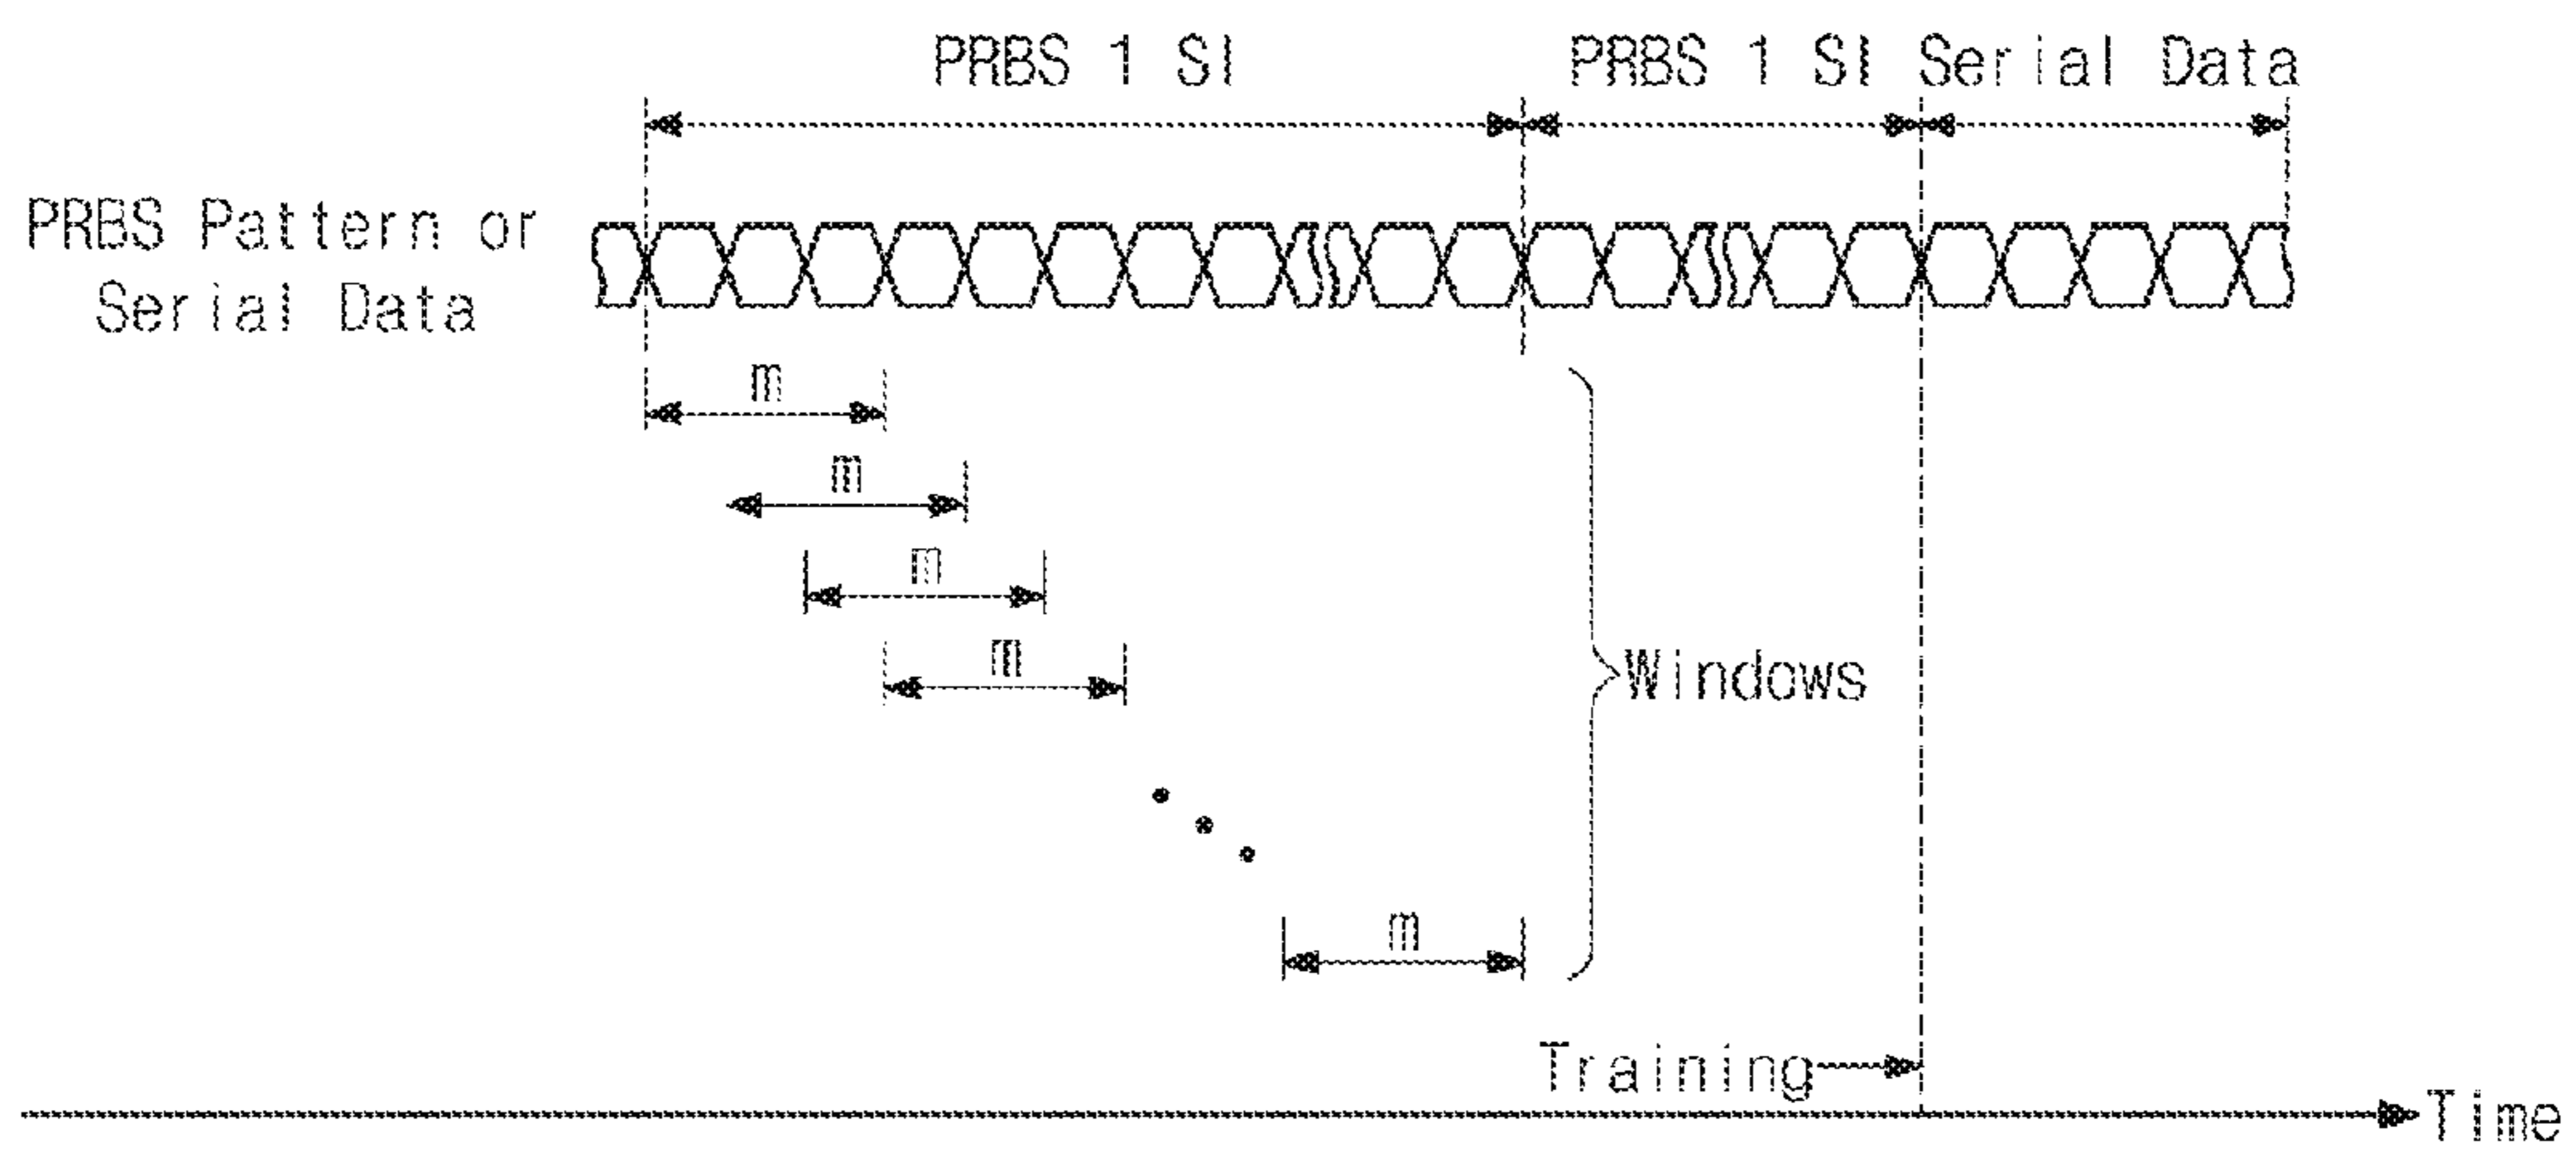 PRBS 1 SI
PRBS 1 SI Serial Data
PRBS Pattern or
Serial Data
m
m
m
m
Windows
m
Training
Time